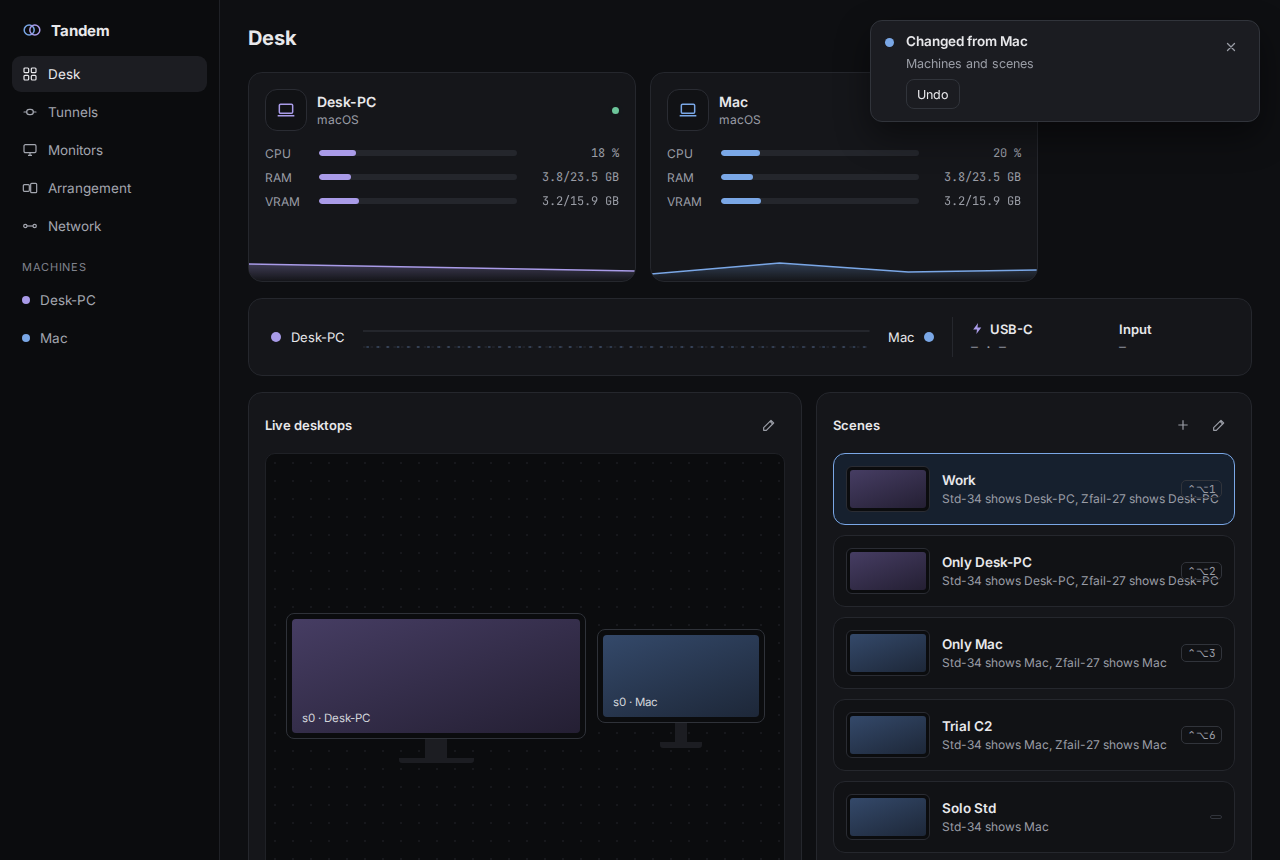 Tandem
Desk
Tunnels
Monitors
Arrangement
Network
MACHINES
Desk-PC
Mac
Desk
Desk-PC
macOS
CPU
18 %
RAM
3.8/23.5 GB
VRAM
3.2/15.9 GB
Mac
macOS
CPU
20 %
RAM
3.8/23.5 GB
VRAM
3.2/15.9 GB
Changed from Mac
Machines and scenes
Undo
Desk-PC
Mac
USB-C
Input
Live desktops
s0 · Desk-PC
s0 · Mac
Scenes
Work
Std-34 shows Desk-PC, Zfail-27 shows Desk-PC
⌃⌥1
Only Desk-PC
Std-34 shows Desk-PC, Zfail-27 shows Desk-PC
⌃⌥2
Only Mac
Std-34 shows Mac, Zfail-27 shows Mac
⌃⌥3
Trial C2
Std-34 shows Mac, Zfail-27 shows Mac
⌃⌥6
Solo Std
Std-34 shows Mac